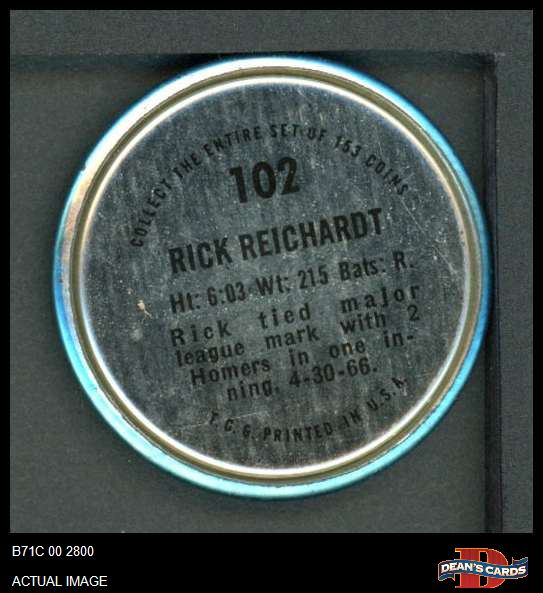 COLLECT THE ENTIRE SET OF 153 COINS
102
RICK REICHARDT
Ht: 6:03 Wt: 215 Bats: R.
Rick tied major
league mark with 2
Homers in one in-
ning. 4-30-66.
T.C.G. PRINTED IN U.S.A.
B71C 00 2800
ACTUAL IMAGE
DEAN'S CARDS